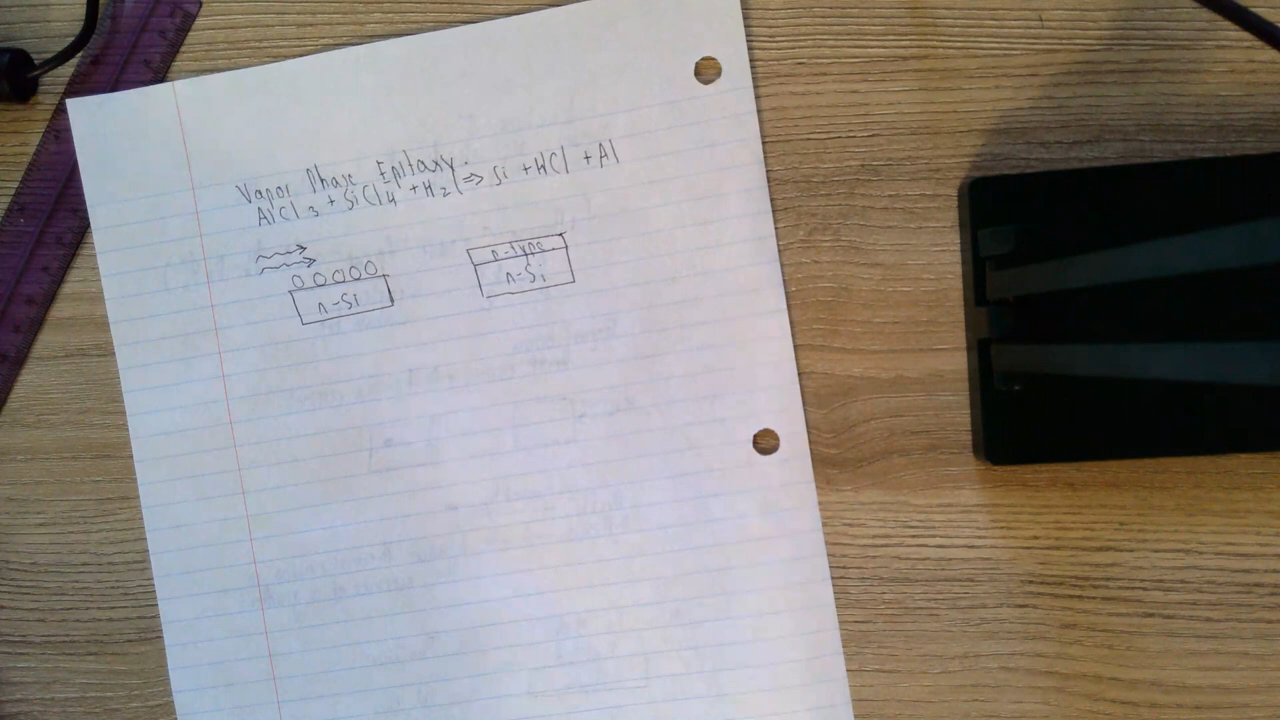 Vapor Phase Epitaxy.
AlCl3 + SiCl4 + H2 (⇒ Si + HCl + Al
n-type
n-Si
n-Si